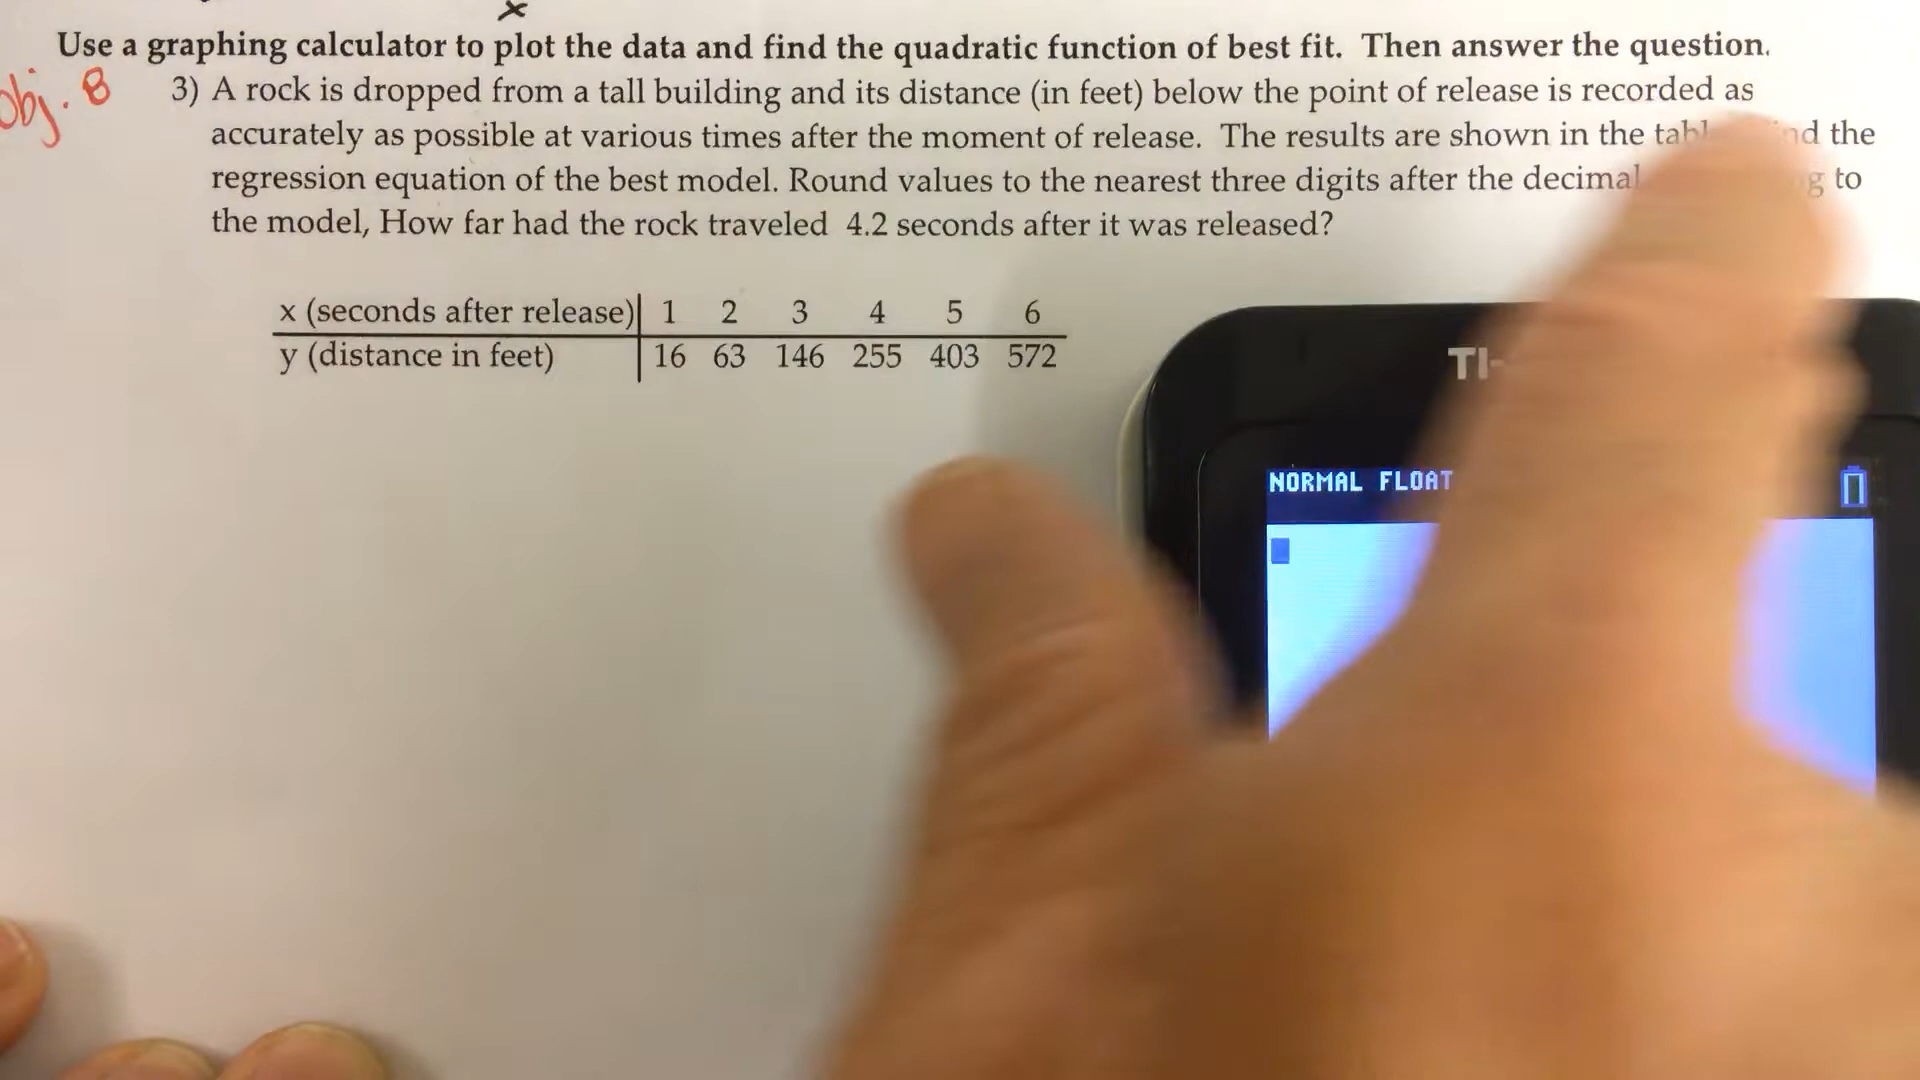 x
Use a graphing calculator to plot the data and find the quadratic function of best fit. Then answer the question.
Obj. 8
3) A rock is dropped from a tall building and its distance (in feet) below the point of release is recorded as
accurately as possible at various times after the moment of release. The results are shown in the the
regression equation of the best model. Round values to the nearest three digits after the decimal to
the model, How far had the rock traveled 4.2 seconds after it was released?
x (seconds after release) 1 2 3 4 5 6
y (distance in feet) 16 63 146 255 403 572
TI-
NORMAL FLOAT